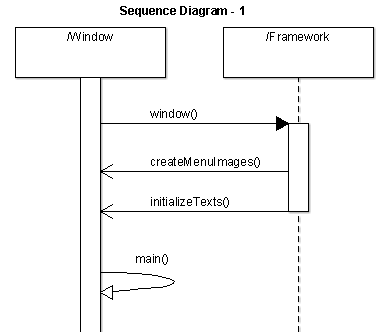 Sequence Diagram - 1
/Window
/Framework
window()
createMenuImages()
initializeTexts()
main()